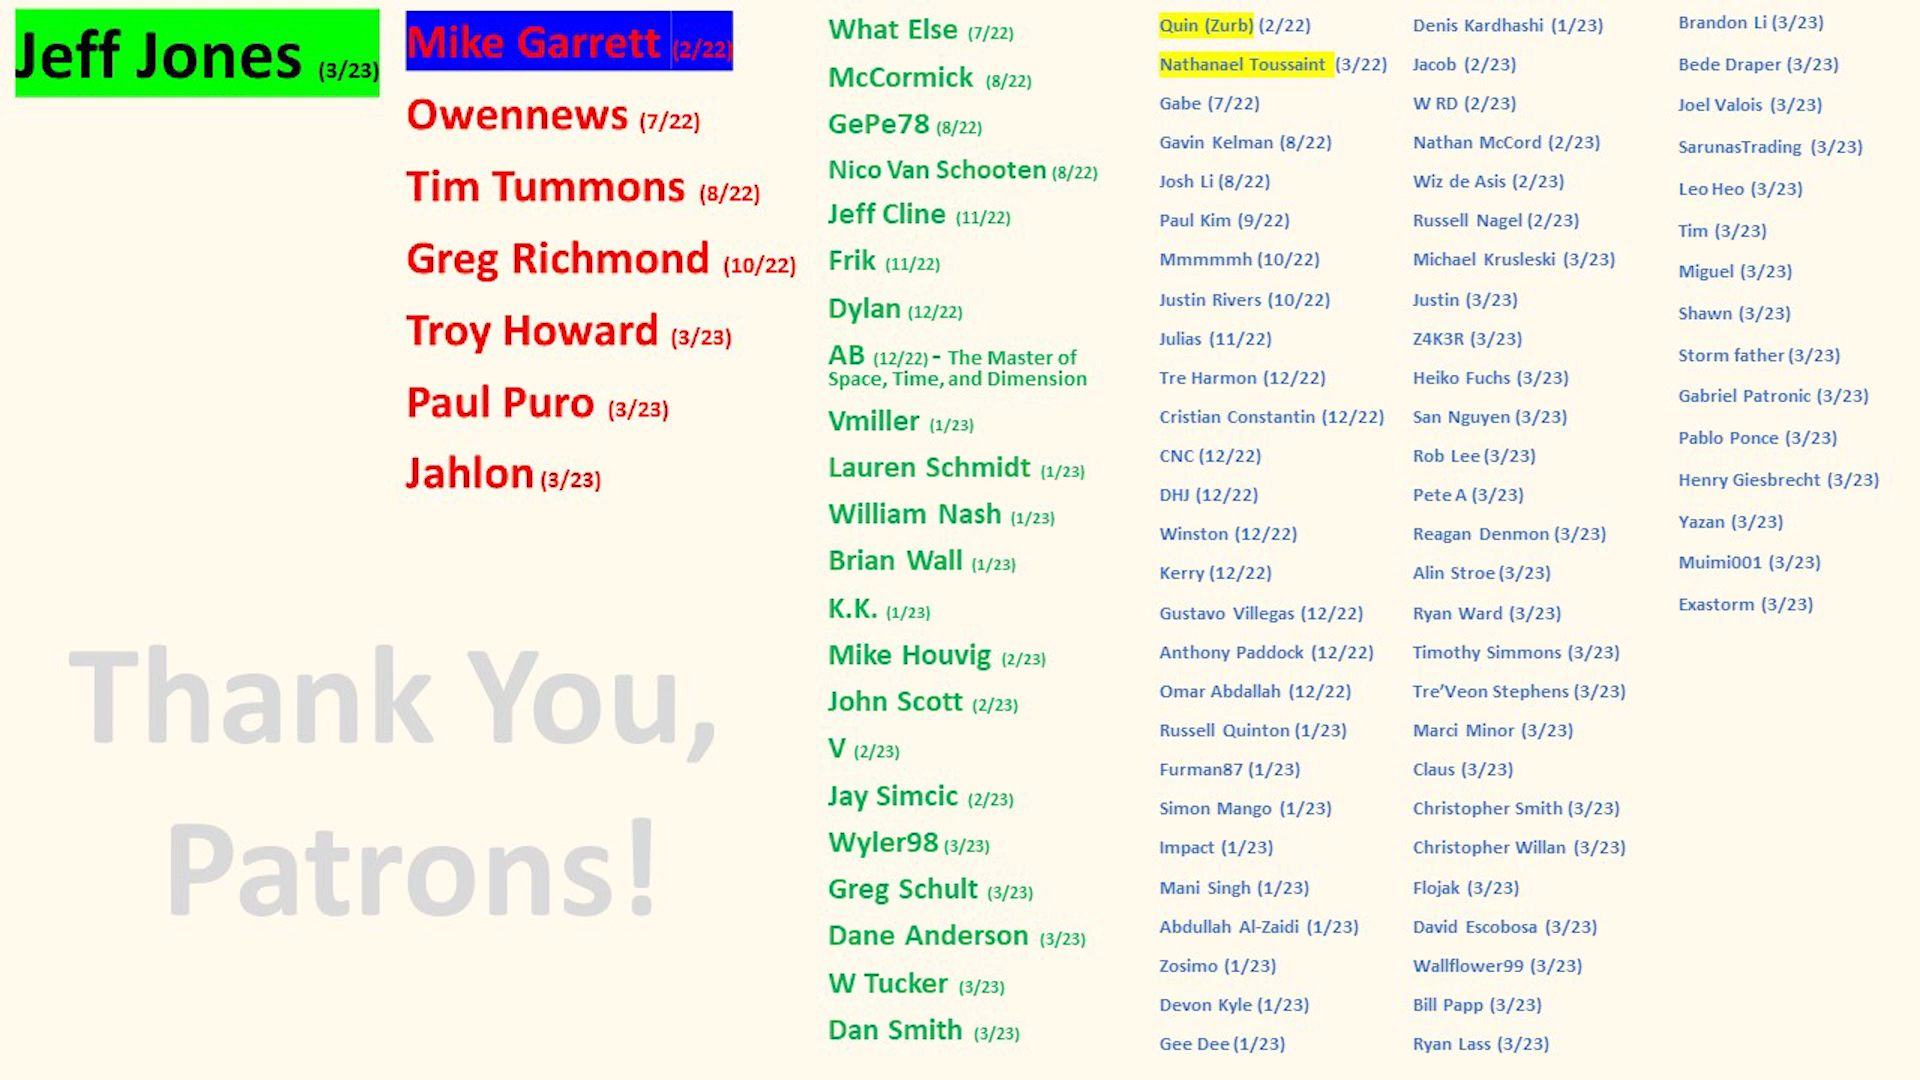 Jeff Jones (3/23)
Mike Garrett (2/22)
Owennews (7/22)
Tim Tummons (8/22)
Greg Richmond (10/22)
Troy Howard (3/23)
Paul Puro (3/23)
Jahlon (3/23)
Thank You,
Patrons!
What Else (7/22)
McCormick (8/22)
GePe78 (8/22)
Nico Van Schooten (8/22)
Jeff Cline (11/22)
Frik (11/22)
Dylan (12/22)
AB (12/22) - The Master of
Space, Time, and Dimension
Vmiller (1/23)
Lauren Schmidt (1/23)
William Nash (1/23)
Brian Wall (1/23)
K.K. (1/23)
Mike Houvig (2/23)
John Scott (2/23)
V (2/23)
Jay Simcic (2/23)
Wyler98 (3/23)
Greg Schult (3/23)
Dane Anderson (3/23)
W Tucker (3/23)
Dan Smith (3/23)
Quin (Zurb) (2/22)
Nathanael Toussaint (3/22)
Gabe (7/22)
Gavin Kelman (8/22)
Josh Li (8/22)
Paul Kim (9/22)
Mmmmmh (10/22)
Justin Rivers (10/22)
Julias (11/22)
Tre Harmon (12/22)
Cristian Constantin (12/22)
CNC (12/22)
DHJ (12/22)
Winston (12/22)
Kerry (12/22)
Gustavo Villegas (12/22)
Anthony Paddock (12/22)
Omar Abdallah (12/22)
Russell Quinton (1/23)
Furman87 (1/23)
Simon Mango (1/23)
Impact (1/23)
Mani Singh (1/23)
Abdullah Al-Zaidi (1/23)
Zosimo (1/23)
Devon Kyle (1/23)
Gee Dee (1/23)
Denis Kardhashi (1/23)
Jacob (2/23)
W RD (2/23)
Nathan McCord (2/23)
Wiz de Asis (2/23)
Russell Nagel (2/23)
Michael Krusleski (3/23)
Justin (3/23)
Z4K3R (3/23)
Heiko Fuchs (3/23)
San Nguyen (3/23)
Rob Lee (3/23)
Pete A (3/23)
Reagan Denmon (3/23)
Alin Stroe (3/23)
Ryan Ward (3/23)
Timothy Simmons (3/23)
Tre’Veon Stephens (3/23)
Marci Minor (3/23)
Claus (3/23)
Christopher Smith (3/23)
Christopher Willan (3/23)
Flojak (3/23)
David Escobosa (3/23)
Wallflower99 (3/23)
Bill Papp (3/23)
Ryan Lass (3/23)
Brandon Li (3/23)
Bede Draper (3/23)
Joel Valois (3/23)
SarunasTrading (3/23)
Leo Heo (3/23)
Tim (3/23)
Miguel (3/23)
Shawn (3/23)
Storm father (3/23)
Gabriel Patronic (3/23)
Pablo Ponce (3/23)
Henry Giesbrecht (3/23)
Yazan (3/23)
Muimi001 (3/23)
Exastorm (3/23)